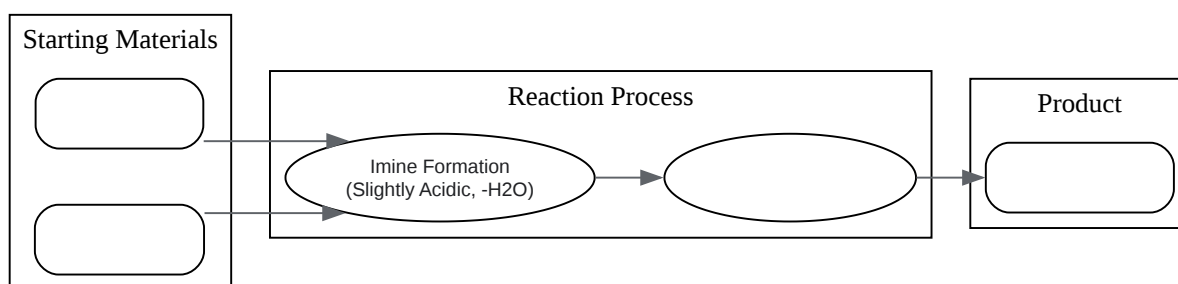 Starting Materials
Reaction Process
Imine Formation
(Slightly Acidic, -H2O)
Product